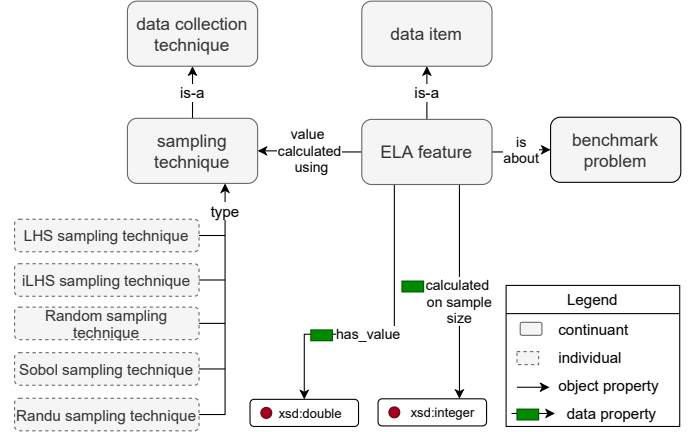 data collection
technique
data item
is-a
is-a
sampling
technique
value
calculated
using
ELA feature
is
about
benchmark
problem
type
LHS sampling technique
iLHS sampling technique
Random sampling
technique
Sobol sampling technique
Randu sampling technique
calculated
on sample
size
has_value
xsd:double
xsd:integer
Legend
continuant
individual
object property
data property